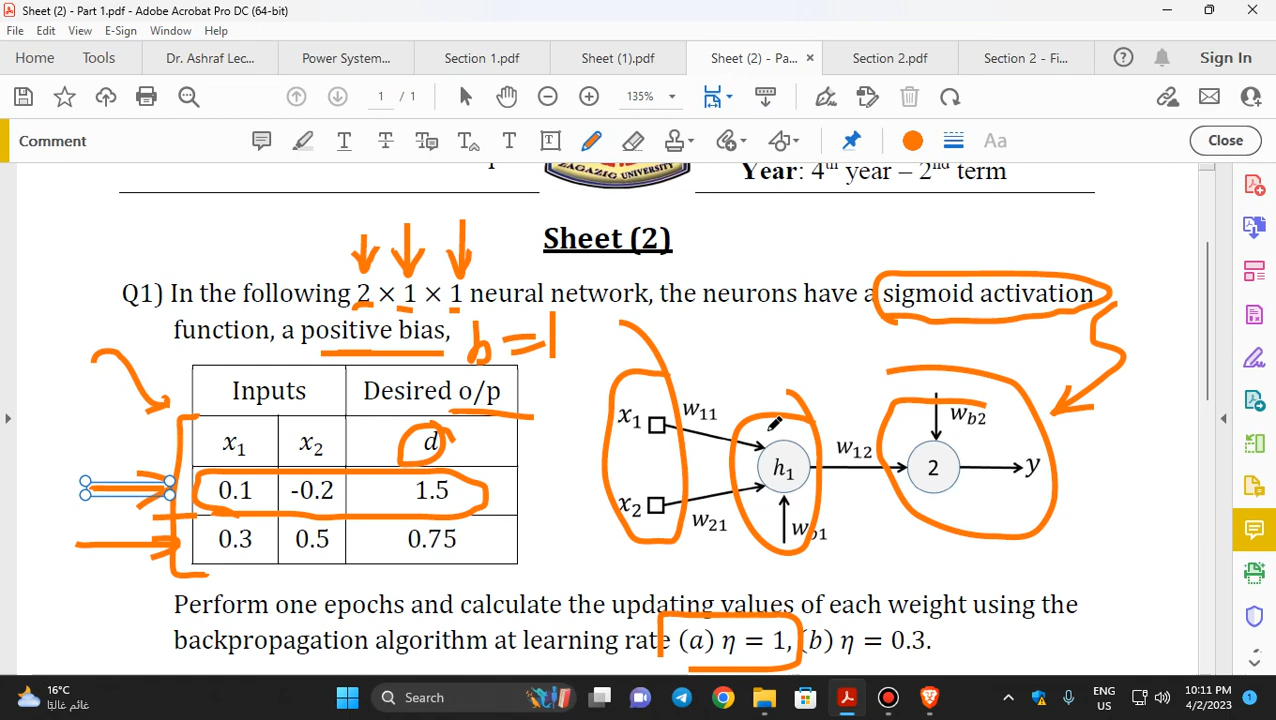 Sheet (2) - Part 1.pdf - Adobe Acrobat Pro DC (64-bit)
File Edit View E-Sign Window Help
Home Tools Dr. Ashraf Lec... Power System... Section 1.pdf Sheet (1).pdf Sheet (2) - Pa... × Section 2.pdf Section 2 - Fi... Sign In
1 / 1 135%
Comment Aa Close
ZAGAZIG UNIVERSITY
Year: 4th year – 2nd term
Sheet (2)
Q1) In the following 2 × 1 × 1 neural network, the neurons have a sigmoid activation
function, a positive bias, b = 1
Inputs Desired o/p
x1 x2 d
0.1 -0.2 1.5
0.3 0.5 0.75
x1 w11 wb2
h1 w12 2 y
x2 w21 wb1
Perform one epochs and calculate the updating values of each weight using the
backpropagation algorithm at learning rate (a) η = 1, (b) η = 0.3.
16°C
غائم غالبًا
Search
ENG
US
10:11 PM
4/2/2023
1